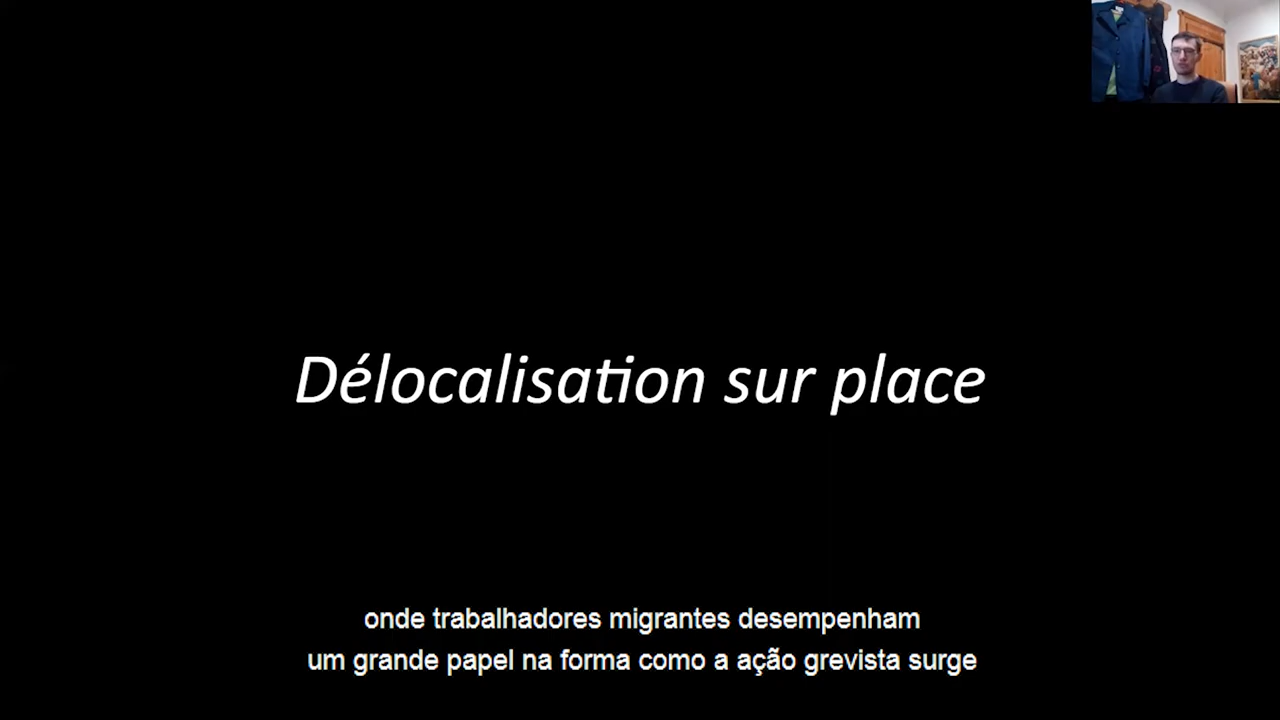 Délocalisation sur place
onde trabalhadores migrantes desempenham
um grande papel na forma como a ação grevista surge